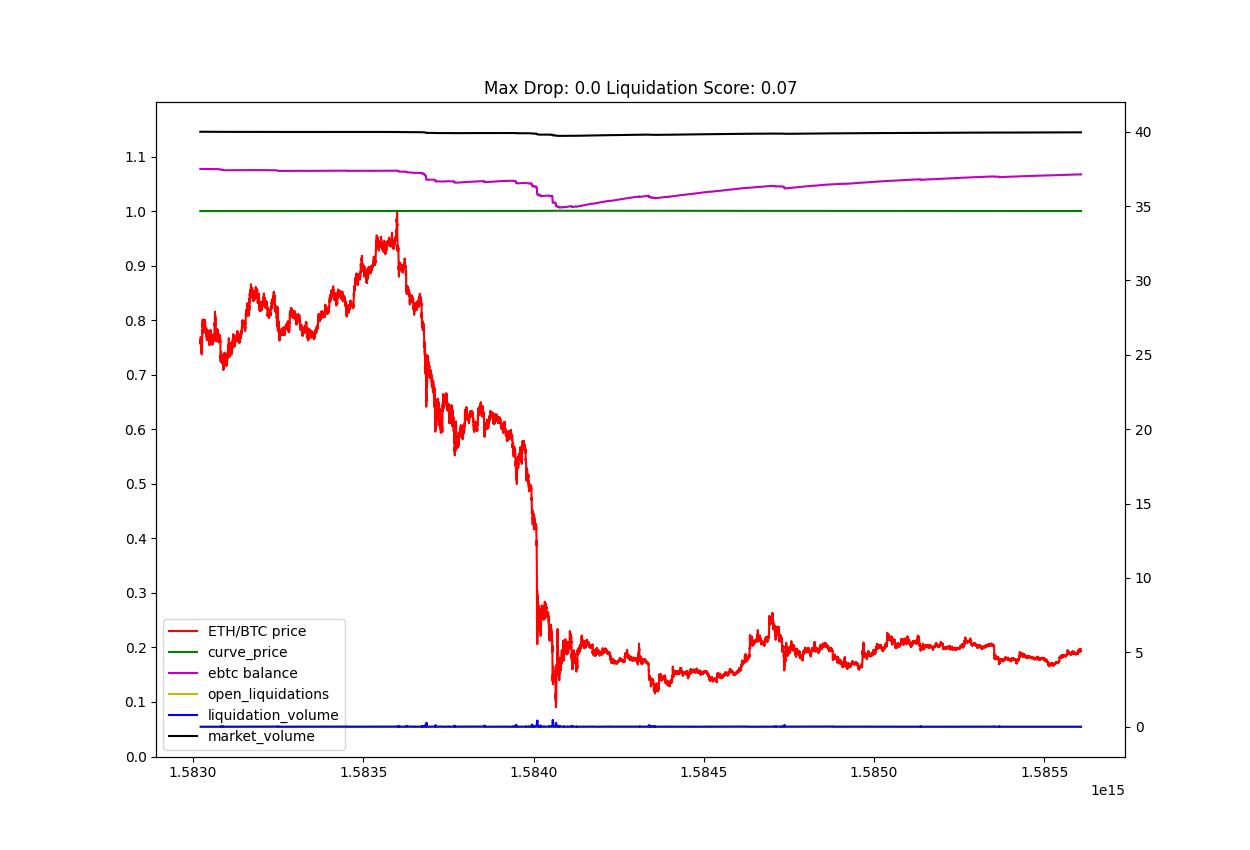 Max Drop: 0.0 Liquidation Score: 0.07
1.1
1.0
0.9
0.8
0.7
0.6
0.5
0.4
0.3
0.2
0.1
0.0
40
35
30
25
20
15
10
5
0
ETH/BTC price
curve_price
ebtc balance
open_liquidations
liquidation_volume
market_volume
1.5830 1.5835 1.5840 1.5845 1.5850 1.5855
1e15